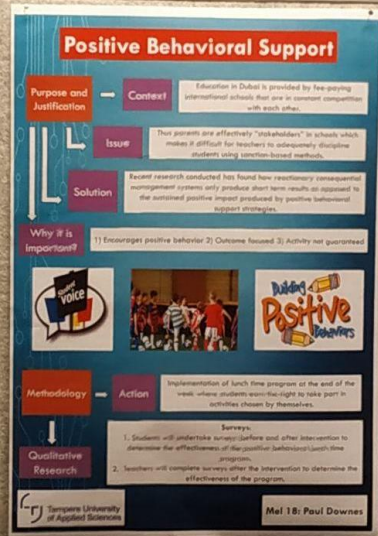 Positive Behavioral Support
Purpose and
Justification
Context
Education in Dubai is provided by fee-paying
international schools that are in constant competition
with each other.
Issue
Thus parents are effectively "stakeholders" in schools which
makes it difficult for teachers to adequately discipline
students using sanction-based methods.
Solution
Recent research conducted has found how reactionary consequential
management systems only produce short term results as opposed to
the sustained positive impact produced by positive behavioral
support strategies.
Why it is
important?
1) Encourages positive behavior 2) Outcome focused 3) Activity not guaranteed
Student
Voice
Building
Positive
Behaviors
Methodology
Action
Implementation of lunch time program at the end of the
week where students earn the right to take part in
activities chosen by themselves.
Qualitative
Research
Surveys:
1. Students will undertake surveys before and after intervention to
determine the effectiveness of the positive behavioral lunch time
program.
2. Teachers will complete surveys after the intervention to determine the
effectiveness of the program.
Tampere University
of Applied Sciences
Mel 18: Paul Downes